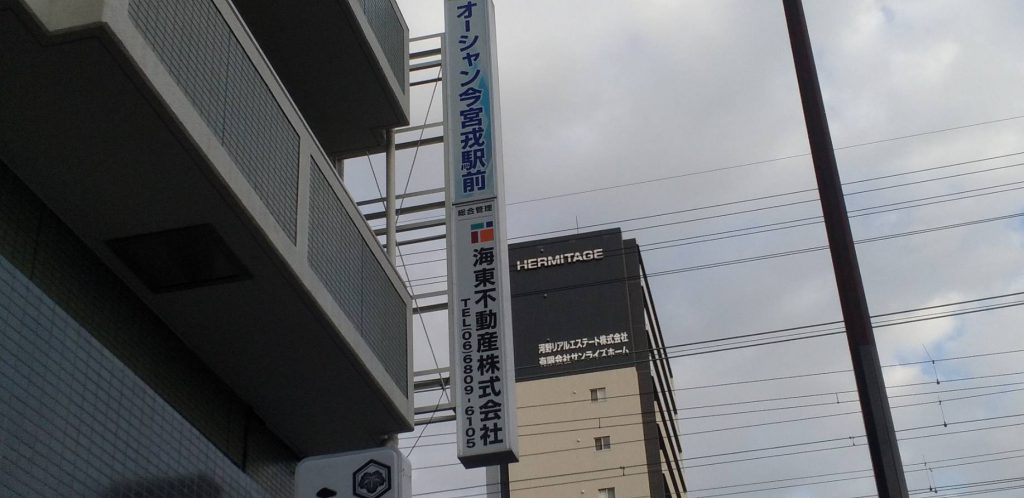 オーシャン今宮戎駅前
総合管理
海東不動産株式会社
TEL.06-6809-6105
HERMITAGE
河野リアルエステート株式会社
有限会社サンライズホーム